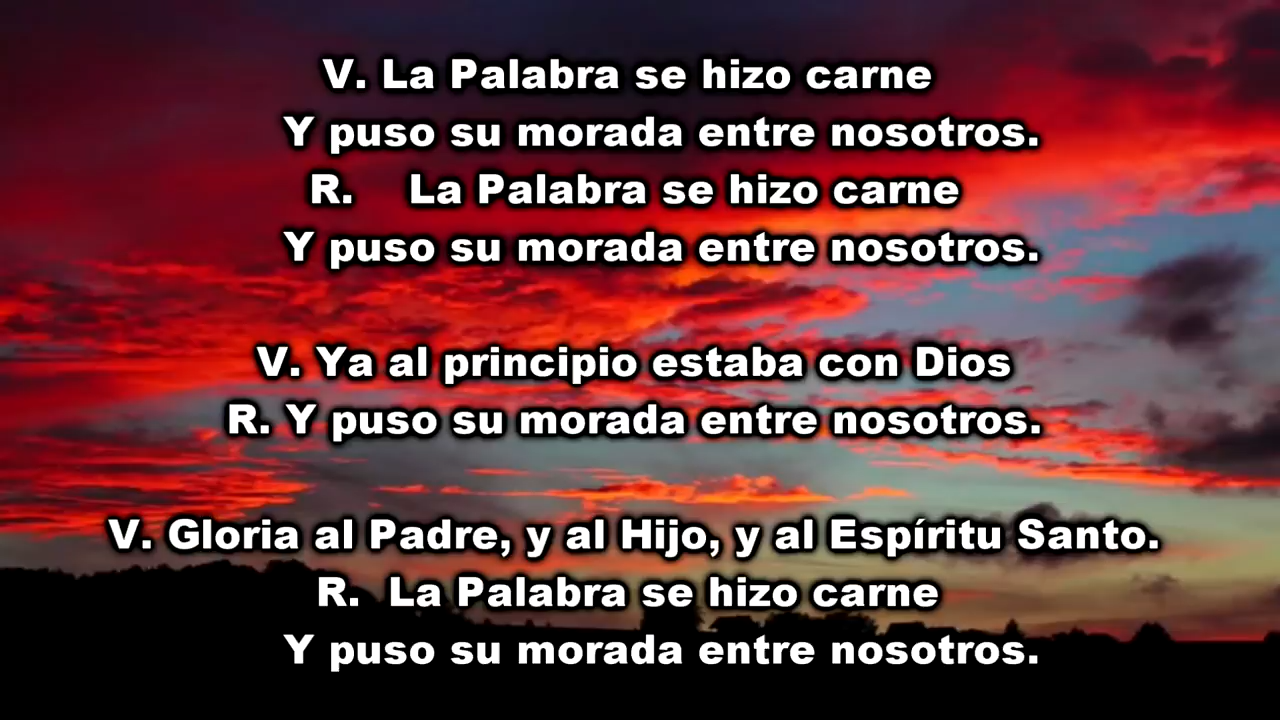 V. La Palabra se hizo carne
Y puso su morada entre nosotros.
R. La Palabra se hizo carne
Y puso su morada entre nosotros.
V. Ya al principio estaba con Dios
R. Y puso su morada entre nosotros.
V. Gloria al Padre, y al Hijo, y al Espíritu Santo.
R. La Palabra se hizo carne
Y puso su morada entre nosotros.